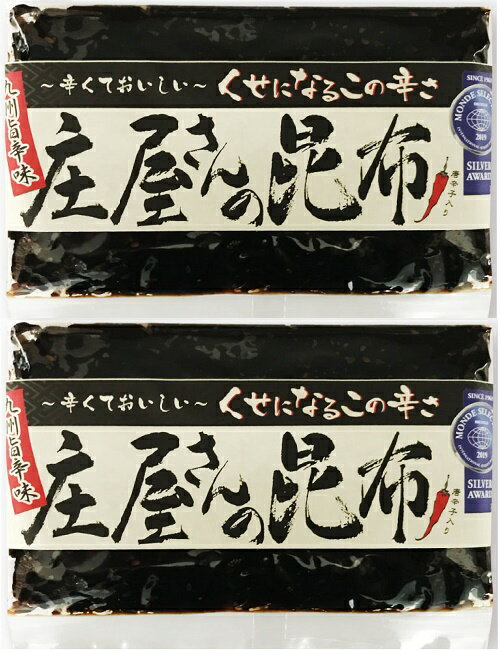 ～辛くておいしい～ くせになるこの辛さ
九州旨辛味
庄屋さんの昆布
唐辛子入り
SINCE 1961
MONDE SELECTION
INTERNATIONAL
2019
SILVER
AWARD
～辛くておいしい～ くせになるこの辛さ
九州旨辛味
庄屋さんの昆布
唐辛子入り
MONDE SELECTION
INTERNATIONAL
2019
SILVER
AWARD